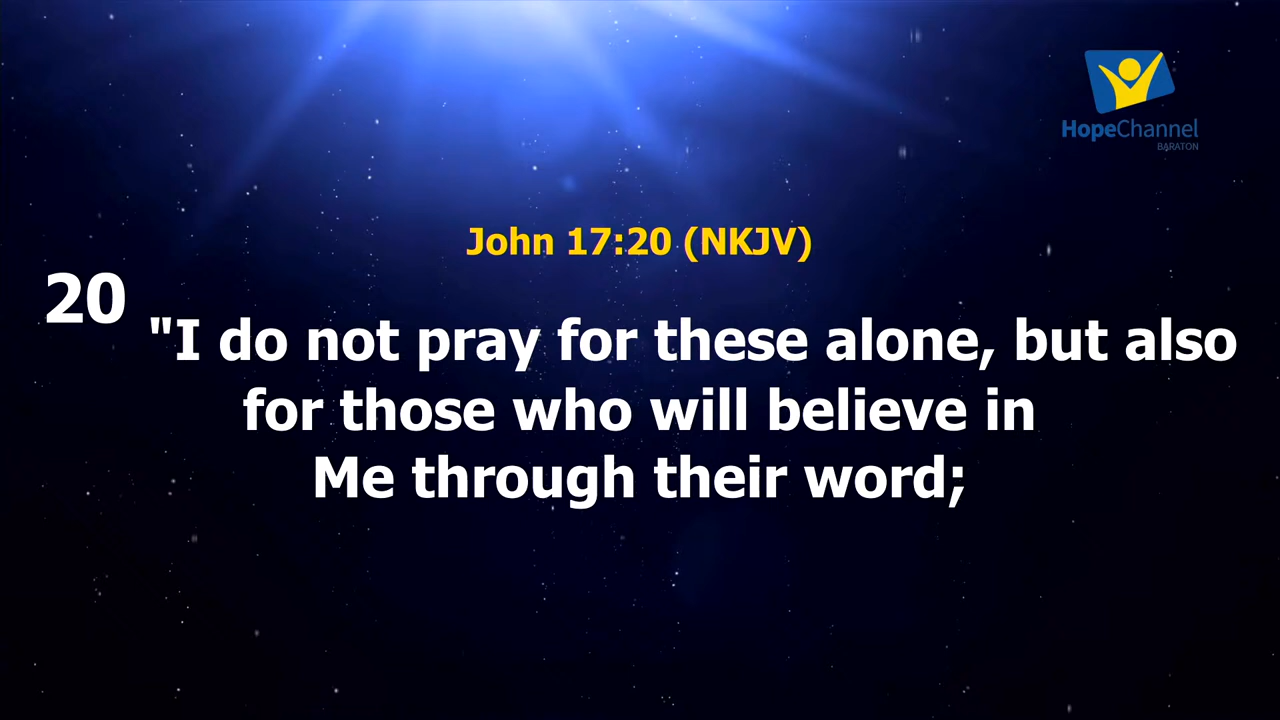 HopeChannel
BARATON
John 17:20 (NKJV)
20 "I do not pray for these alone, but also
for those who will believe in
Me through their word;